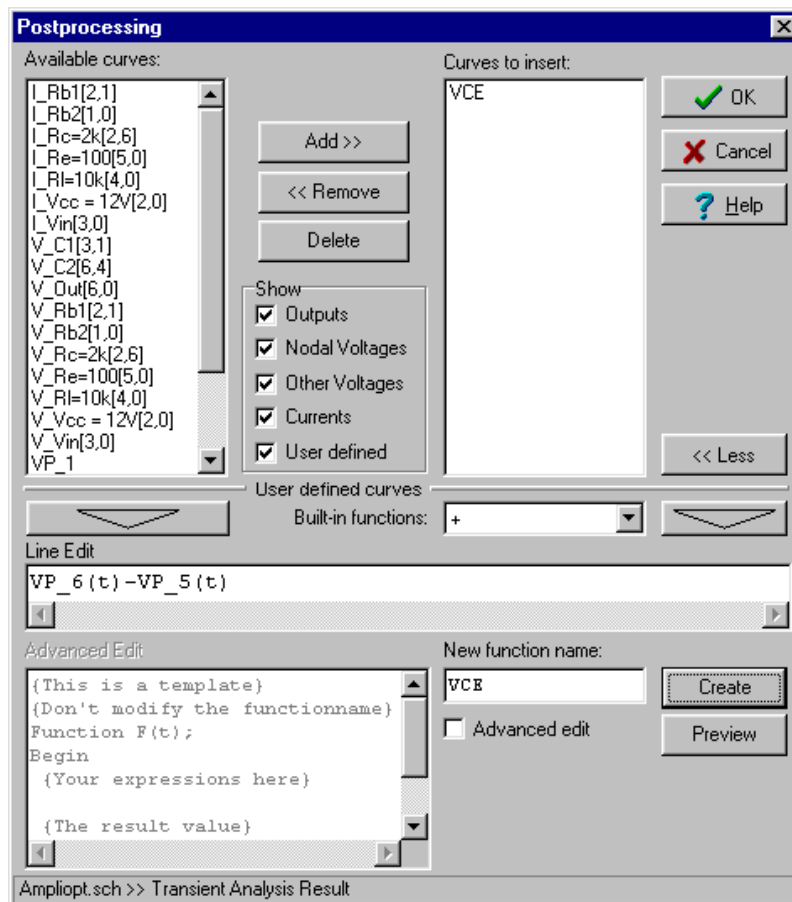 Postprocessing
Available curves:
I_Rb1[2,1]
I_Rb2[1,0]
I_Rc=2k[2,6]
I_Re=100[5,0]
I_Rl=10k[4,0]
I_Vcc = 12V[2,0]
I_Vin[3,0]
V_C1[3,1]
V_C2[6,4]
V_Out[6,0]
V_Rb1[2,1]
V_Rb2[1,0]
V_Rc=2k[2,6]
V_Re=100[5,0]
V_Rl=10k[4,0]
V_Vcc = 12V[2,0]
V_Vin[3,0]
VP_1
Add >>
<< Remove
Delete
Show
Outputs
Nodal Voltages
Other Voltages
Currents
User defined
Curves to insert:
VCE
OK
Cancel
Help
<< Less
User defined curves
Built-in functions:
+
Line Edit
VP_6(t)-VP_5(t)
Advanced Edit
{This is a template}
{Don't modify the functionname}
Function F(t);
Begin
{Your expressions here}
{The result value}
New function name:
VCE
Create
Advanced edit
Preview
Ampliopt.sch >> Transient Analysis Result